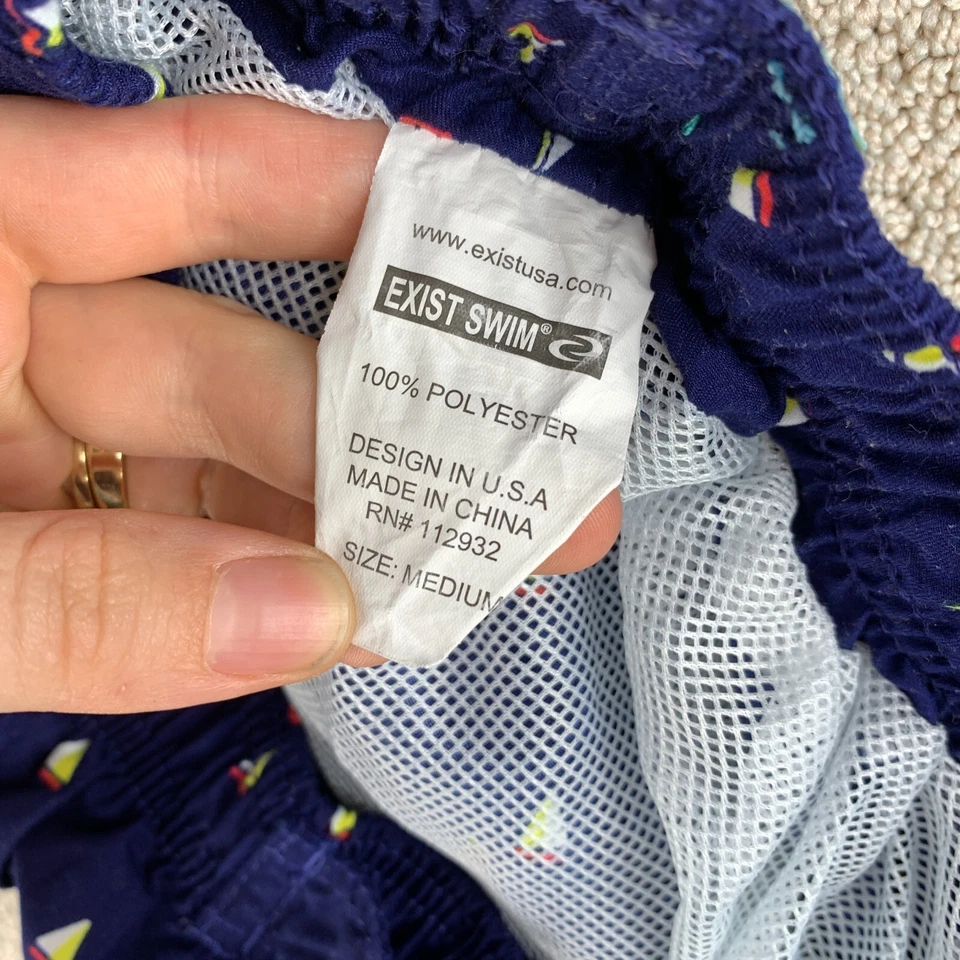 www.existusa.com
EXIST SWIM®
100% POLYESTER
DESIGN IN U.S.A
MADE IN CHINA
RN# 112932
SIZE: MEDIUM